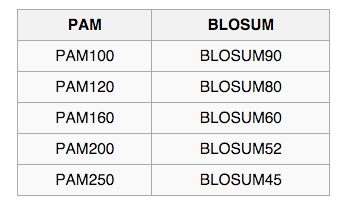 PAM BLOSUM
PAM100 BLOSUM90
PAM120 BLOSUM80
PAM160 BLOSUM60
PAM200 BLOSUM52
PAM250 BLOSUM45